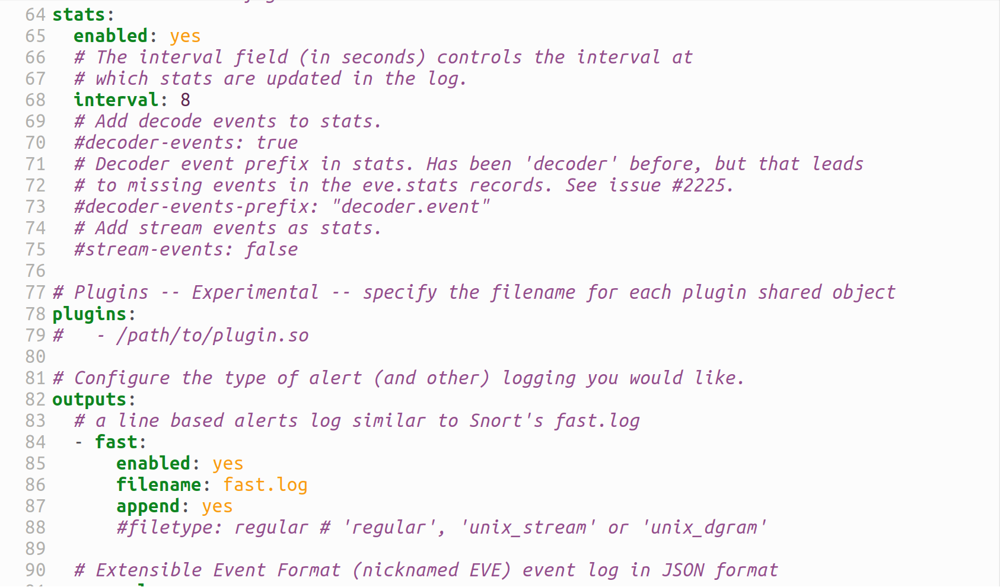 64 stats:
65   enabled: yes
66   # The interval field (in seconds) controls the interval at
67   # which stats are updated in the log.
68   interval: 8
69   # Add decode events to stats.
70   #decoder-events: true
71   # Decoder event prefix in stats. Has been 'decoder' before, but that leads
72   # to missing events in the eve.stats records. See issue #2225.
73   #decoder-events-prefix: "decoder.event"
74   # Add stream events as stats.
75   #stream-events: false
76
77 # Plugins -- Experimental -- specify the filename for each plugin shared object
78 plugins:
79 #   - /path/to/plugin.so
80
81 # Configure the type of alert (and other) logging you would like.
82 outputs:
83   # a line based alerts log similar to Snort's fast.log
84   - fast:
85       enabled: yes
86       filename: fast.log
87       append: yes
88       #filetype: regular # 'regular', 'unix_stream' or 'unix_dgram'
89
90   # Extensible Event Format (nicknamed EVE) event log in JSON format